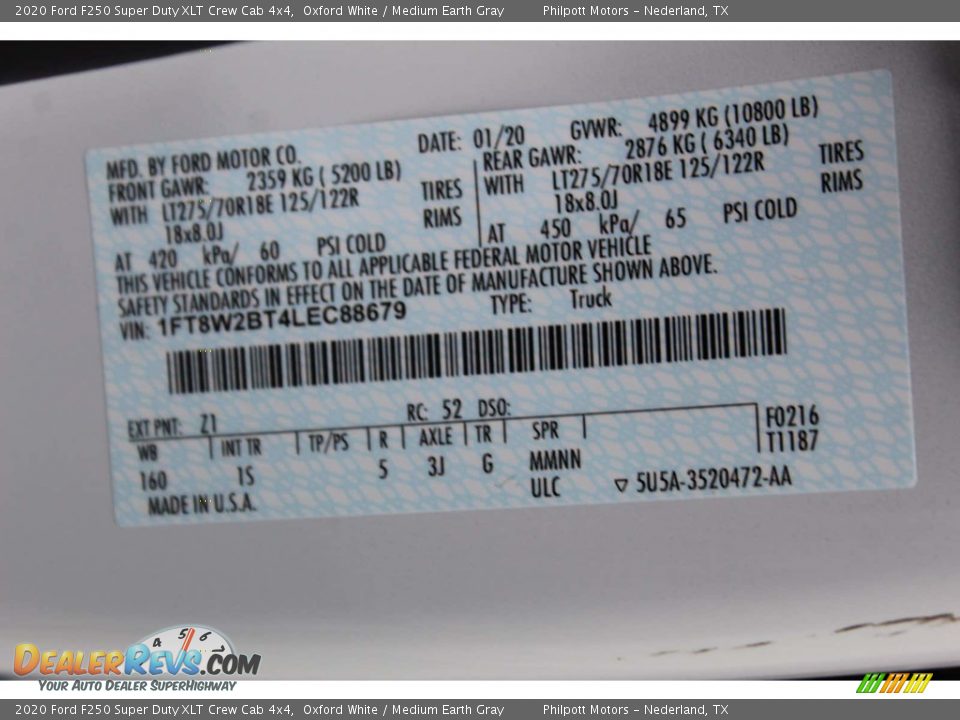 2020 Ford F250 Super Duty XLT Crew Cab 4x4, Oxford White / Medium Earth Gray Philpott Motors - Nederland, TX
MFD. BY FORD MOTOR CO. DATE: 01/20 GVWR: 4899 KG (10800 LB)
FRONT GAWR: 2359 KG ( 5200 LB) REAR GAWR: 2876 KG ( 6340 LB)
WITH LT275/70R18E 125/122R TIRES WITH LT275/70R18E 125/122R TIRES
18x8.0J RIMS 18x8.0J RIMS
AT 420 kPa/ 60 PSI COLD AT 450 kPa/ 65 PSI COLD
THIS VEHICLE CONFORMS TO ALL APPLICABLE FEDERAL MOTOR VEHICLE
SAFETY STANDARDS IN EFFECT ON THE DATE OF MANUFACTURE SHOWN ABOVE.
VIN: 1FT8W2BT4LEC88679 TYPE: Truck
EXT PNT: Z1 RC: 52 DSO: F0216
WB INT TR TP/PS R AXLE TR SPR T1187
160 1S 5 3J G MMNN
ULC ▽ 5U5A-3520472-AA
MADE IN U.S.A.
4 5 6
DEALERREVS.COM
YOUR AUTO DEALER SUPERHIGHWAY
2020 Ford F250 Super Duty XLT Crew Cab 4x4, Oxford White / Medium Earth Gray Philpott Motors - Nederland, TX